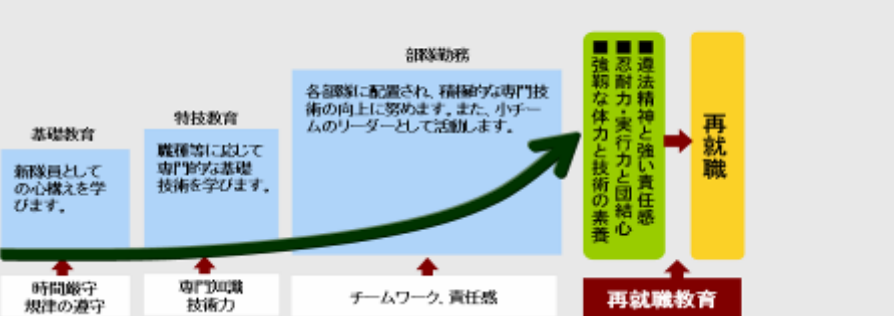 基礎教育
新隊員として
の心構えを学
びます。
特技教育
職種等に応じて
専門的な基礎
技術を学びます。
部隊勤務
各部隊に配置され、積極的な専門技
術の向上に努めます。また、小チー
ムのリーダーとして活動します。
■遵法精神と強い責任感
■忍耐力・実行力と団結心
■強靱な体力と技術の素養
再就職
時間厳守
規律の遵守
専門知識
技術力
チームワーク、責任感
再就職教育